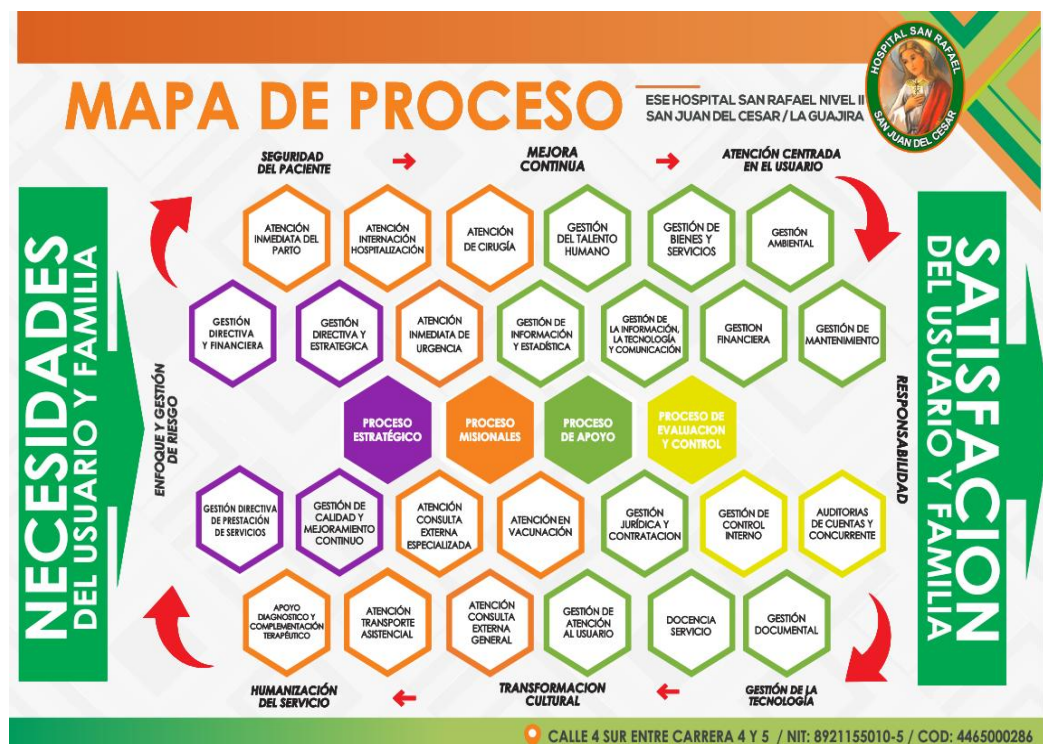 MAPA DE PROCESO
ESE HOSPITAL SAN RAFAEL NIVEL II
SAN JUAN DEL CESAR / LA GUAJIRA
HOSPITAL SAN RAFAEL
SAN JUAN DEL CESAR
SEGURIDAD
DEL PACIENTE
MEJORA
CONTINUA
ATENCIÓN CENTRADA
EN EL USUARIO
NECESIDADES
DEL USUARIO Y FAMILIA
ENFOQUE Y GESTIÓN
DE RIESGO
ATENCIÓN
INMEDIATA DEL
PARTO
ATENCIÓN
INTERNACIÓN
HOSPITALIZACIÓN
ATENCIÓN
DE CIRUGÍA
GESTIÓN
DEL TALENTO
HUMANO
GESTIÓN DE
BIENES Y
SERVICIOS
GESTIÓN
AMBIENTAL
GESTIÓN
DIRECTIVA
Y FINANCIERA
GESTIÓN
DIRECTIVA Y
ESTRATEGICA
ATENCIÓN
INMEDIATA DE
URGENCIA
GESTIÓN DE
INFORMACIÓN
Y ESTADÍSTICA
GESTIÓN DE
LA INFORMACIÓN,
LA TECNOLOGÍA
Y COMUNICACIÓN
GESTION
FINANCIERA
GESTIÓN DE
MANTENIMIENTO
PROCESO
ESTRATÉGICO
PROCESO
MISIONALES
PROCESO
DE APOYO
PROCESO DE
EVALUACION
Y CONTROL
GESTIÓN DIRECTIVA
DE PRESTACIÓN
DE SERVICIOS
GESTIÓN DE
CALIDAD Y
MEJORAMIENTO
CONTINUO
ATENCIÓN
CONSULTA
EXTERNA
ESPECIALIZADA
ATENCIÓN EN
VACUNACIÓN
GESTIÓN
JURÍDICA Y
CONTRATACION
GESTIÓN DE
CONTROL
INTERNO
AUDITORIAS
DE CUENTAS Y
CONCURRENTE
APOYO
DIAGNOSTICO Y
COMPLEMENTACIÓN
TERAPÉUTICO
ATENCIÓN
TRANSPORTE
ASISTENCIAL
ATENCIÓN
CONSULTA
EXTERNA
GENERAL
GESTIÓN DE
ATENCIÓN
AL USUARIO
DOCENCIA
SERVICIO
GESTIÓN
DOCUMENTAL
RESPONSABILIDAD
SATISFACCION
DEL USUARIO Y FAMILIA
HUMANIZACIÓN
DEL SERVICIO
TRANSFORMACION
CULTURAL
GESTIÓN DE LA
TECNOLOGÍA
CALLE 4 SUR ENTRE CARRERA 4 Y 5 / NIT: 8921155010-5 / COD: 4465000286